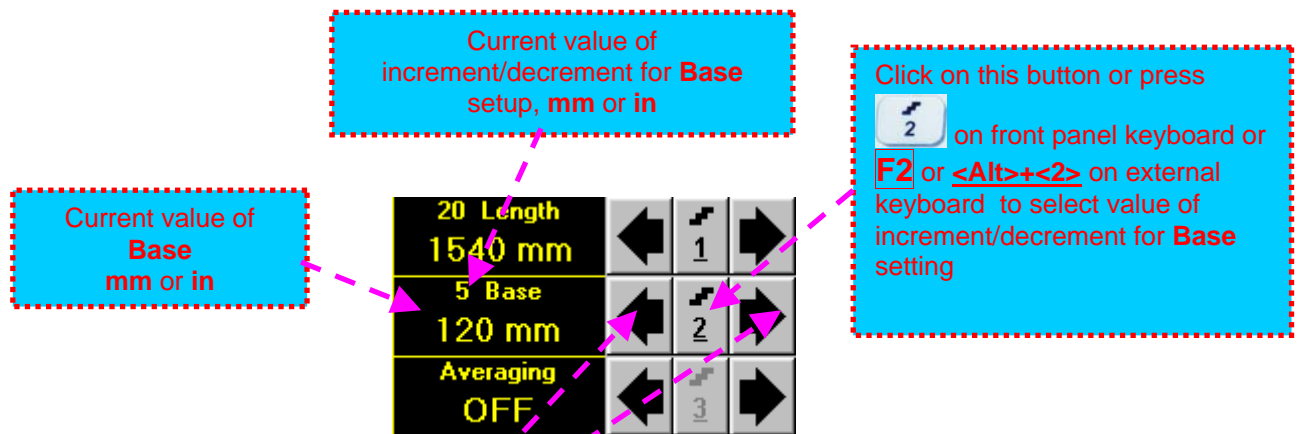 Current value of
increment/decrement for Base
setup, mm or in
Click on this button or press
2 on front panel keyboard or
F2 or <Alt>+<2> on external
keyboard to select value of
increment/decrement for Base
setting
Current value of
Base
mm or in
20 Length
1540 mm
1
5 Base
120 mm
2
Averaging
OFF
3